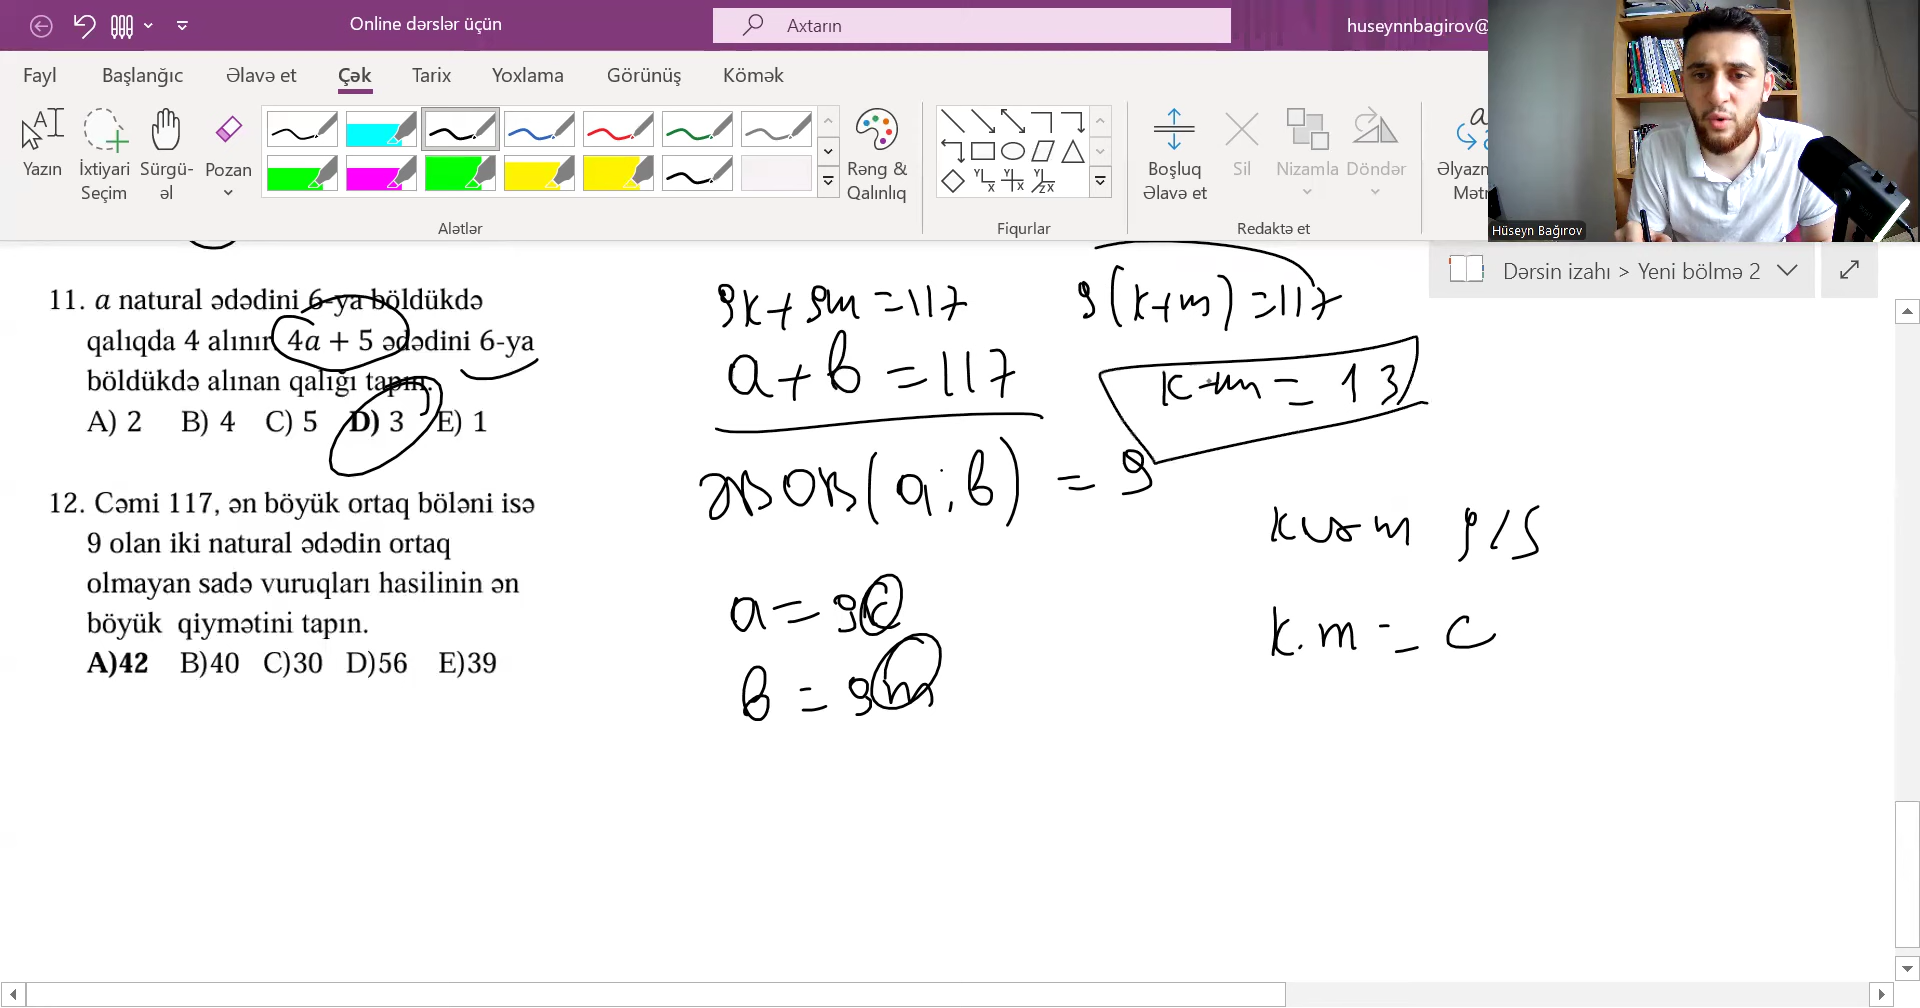 Online dərslər üçün
Axtarın
huseynnbagirov@
Fayl Başlanğıc Əlavə et Çək Tarix Yoxlama Görünüş Kömək
Yazın İxtiyari Seçim Sürgü-əl Pozan
Rəng & Qalınlıq
Boşluq Əlavə et Sil Nizamla Döndər
Əlyazm
Mətr
Alətlər Fiqurlar Redaktə et
Hüseyn Bağırov
Dərsin izahı > Yeni bölmə 2
11. a natural ədədini 6-ya böldükdə
qalıqda 4 alınır 4a + 5 ədədini 6-ya
böldükdə alınan qalığı tapın.
A) 2 B) 4 C) 5 D) 3 E) 1
12. Cəmi 117, ən böyük ortaq böləni isə
9 olan iki natural ədədin ortaq
olmayan sadə vuruqları hasilinin ən
böyük qiymətini tapın.
A)42 B)40 C)30 D)56 E)39
9k+9m=117
9(k+m)=117
a+b=117
k+m=13
ƏBOB(a;b)=9
k və m
a=9k
k.m=
b=9m